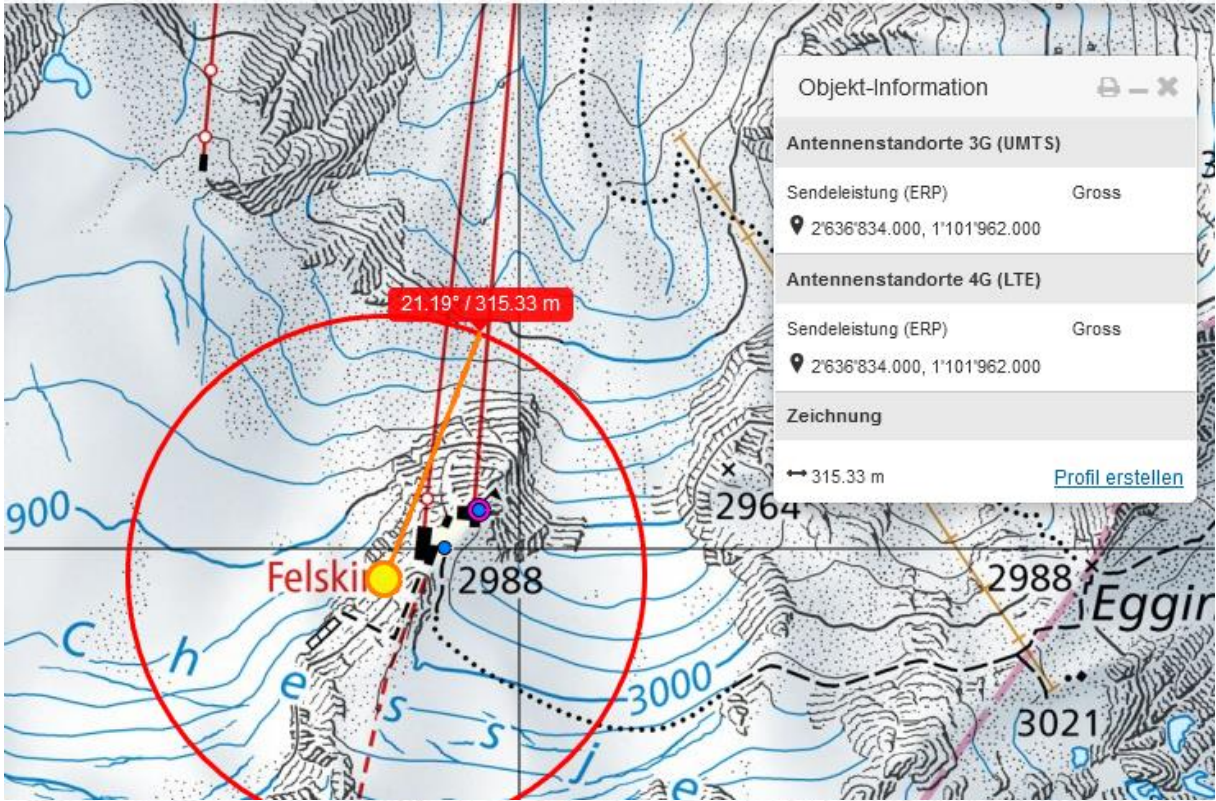 Objekt-Information
Antennenstandorte 3G (UMTS)
Sendeleistung (ERP) Gross
2'636'834.000, 1'101'962.000
Antennenstandorte 4G (LTE)
Sendeleistung (ERP) Gross
2'636'834.000, 1'101'962.000
Zeichnung
315.33 m Profil erstellen
21.19° / 315.33 m
900
2964
Felski
2988
2988
Eggin
Chessje
3000
3021